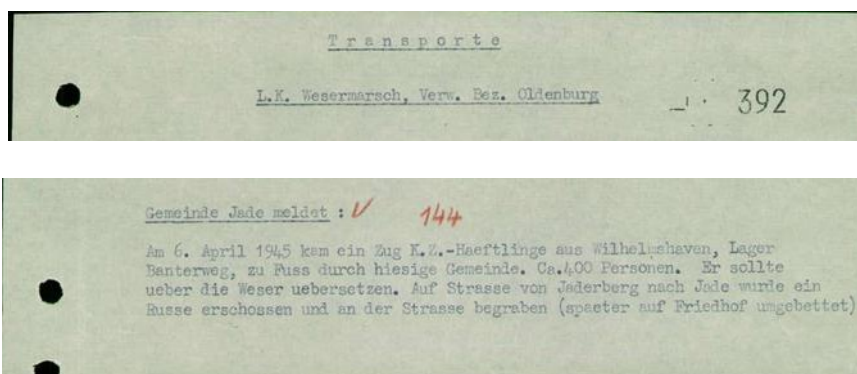 Transporte
L.K. Wesermarsch, Verw. Bez. Oldenburg
392
Gemeinde Jade meldet : V 144
Am 6. April 1945 kam ein Zug K.Z.-Haeftlinge aus Wilhelmshaven, Lager
Banterweg, zu Fuss durch hiesige Gemeinde. Ca.400 Personen. Er sollte
ueber die Weser uebersetzen. Auf Strasse von Jaderberg nach Jade wurde ein
Russe erschossen und an der Strasse begraben (spaeter auf Friedhof umgebettet)